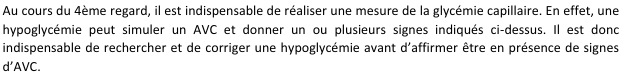 Au cours du 4ème regard, il est indispensable de réaliser une mesure de la glycémie capillaire. En effet, une
hypoglycémie peut simuler un AVC et donner un ou plusieurs signes indiqués ci-dessus. Il est donc
indispensable de rechercher et de corriger une hypoglycémie avant d’affirmer être en présence de signes
d’AVC.